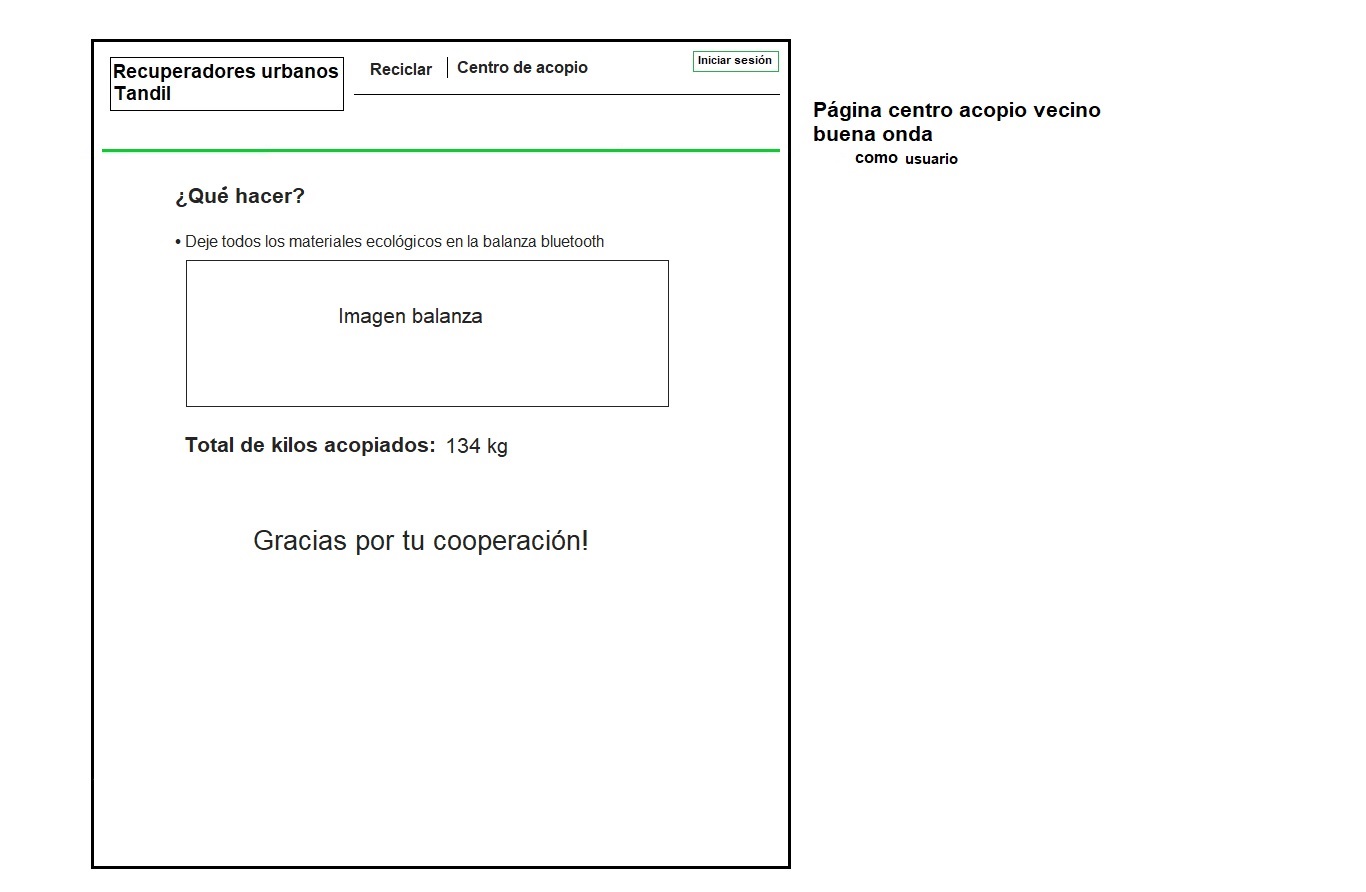 Recuperadores urbanos
Tandil
Reciclar
Centro de acopio
Iniciar sesión
Página centro acopio vecino
buena onda
como usuario
¿Qué hacer?
• Deje todos los materiales ecológicos en la balanza bluetooth
Imagen balanza
Total de kilos acopiados: 134 kg
Gracias por tu cooperación!